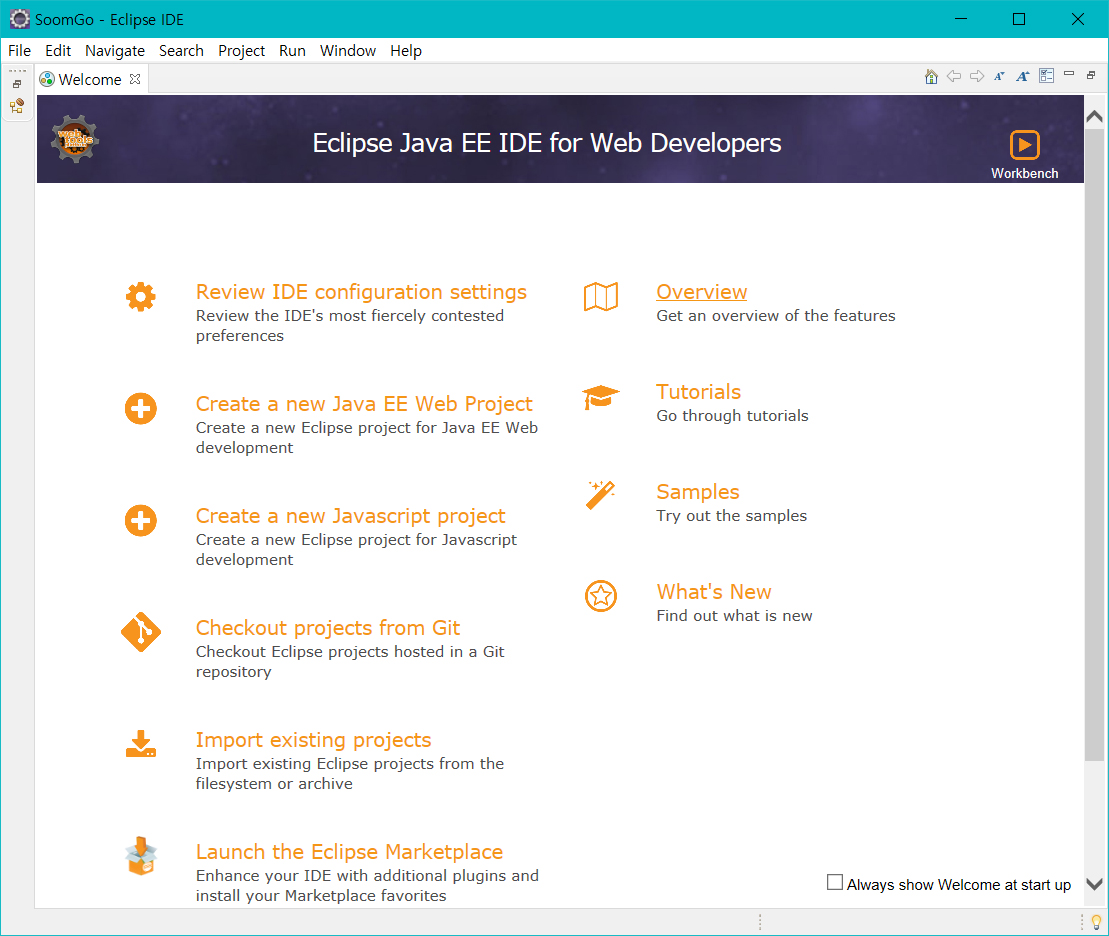 SoomGo - Eclipse IDE
File Edit Navigate Search Project Run Window Help
Welcome
web
tools
Eclipse Java EE IDE for Web Developers
Workbench
Review IDE configuration settings
Review the IDE's most fiercely contested
preferences
Create a new Java EE Web Project
Create a new Eclipse project for Java EE Web
development
Create a new Javascript project
Create a new Eclipse project for Javascript
development
Checkout projects from Git
Checkout Eclipse projects hosted in a Git
repository
Import existing projects
Import existing Eclipse projects from the
filesystem or archive
Launch the Eclipse Marketplace
Enhance your IDE with additional plugins and
install your Marketplace favorites
Overview
Get an overview of the features
Tutorials
Go through tutorials
Samples
Try out the samples
What's New
Find out what is new
Always show Welcome at start up